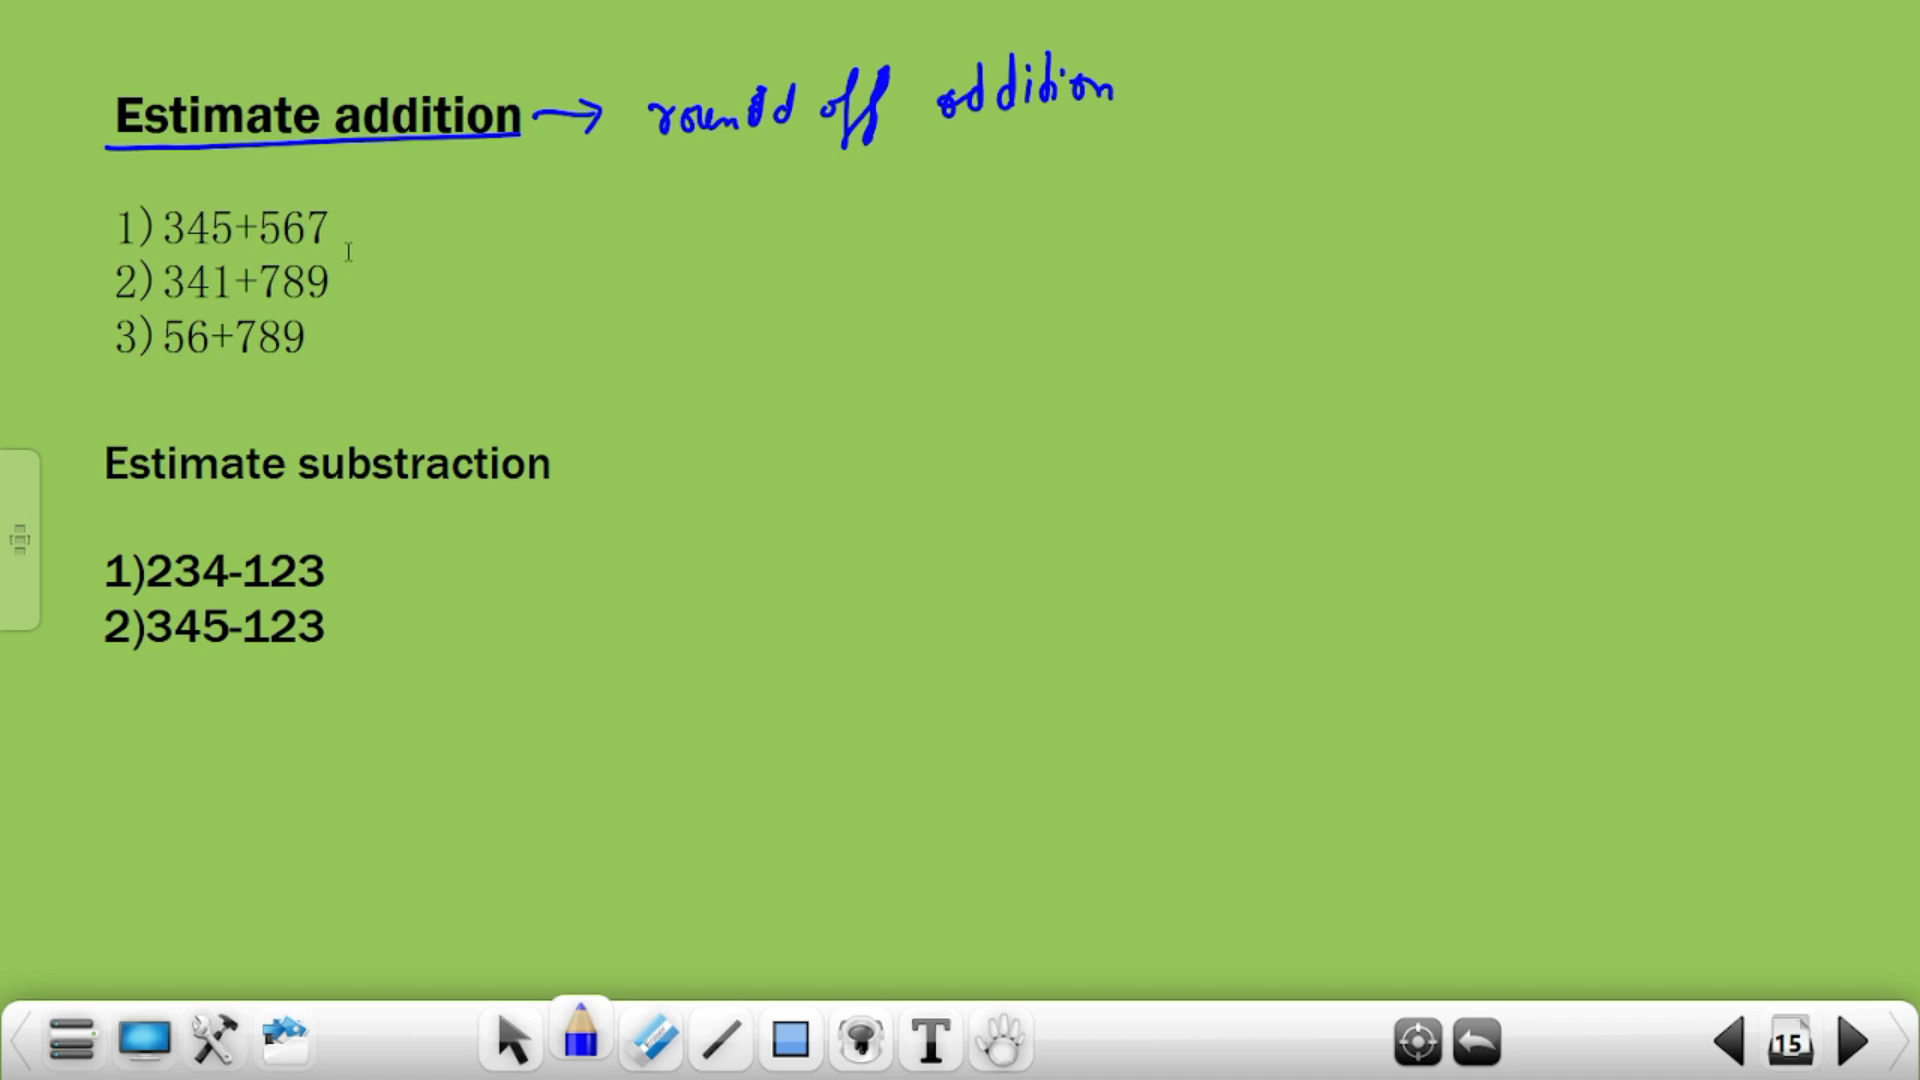 Estimate addition → round off addition
1)345+567
2)341+789
3)56+789
Estimate substraction
1)234-123
2)345-123
T
15